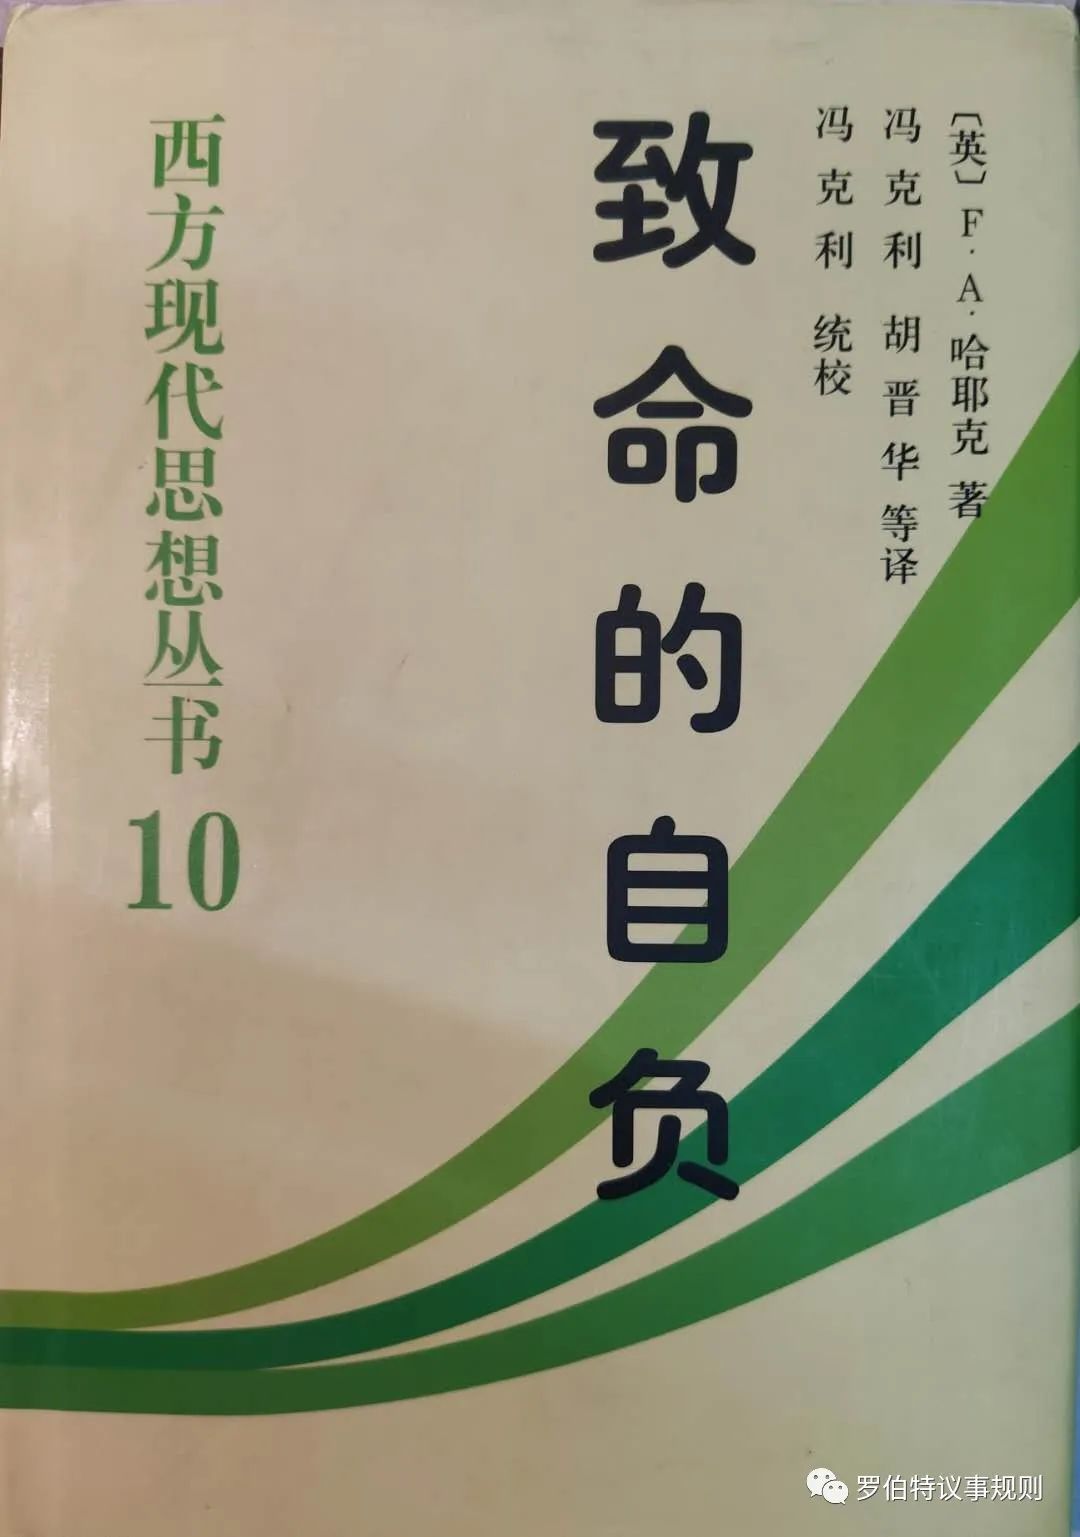 〔英〕F·A·哈耶克 著
冯克利 胡晋华 等译
冯克利 统校
致命的自负
西方现代思想丛书10
罗伯特议事规则